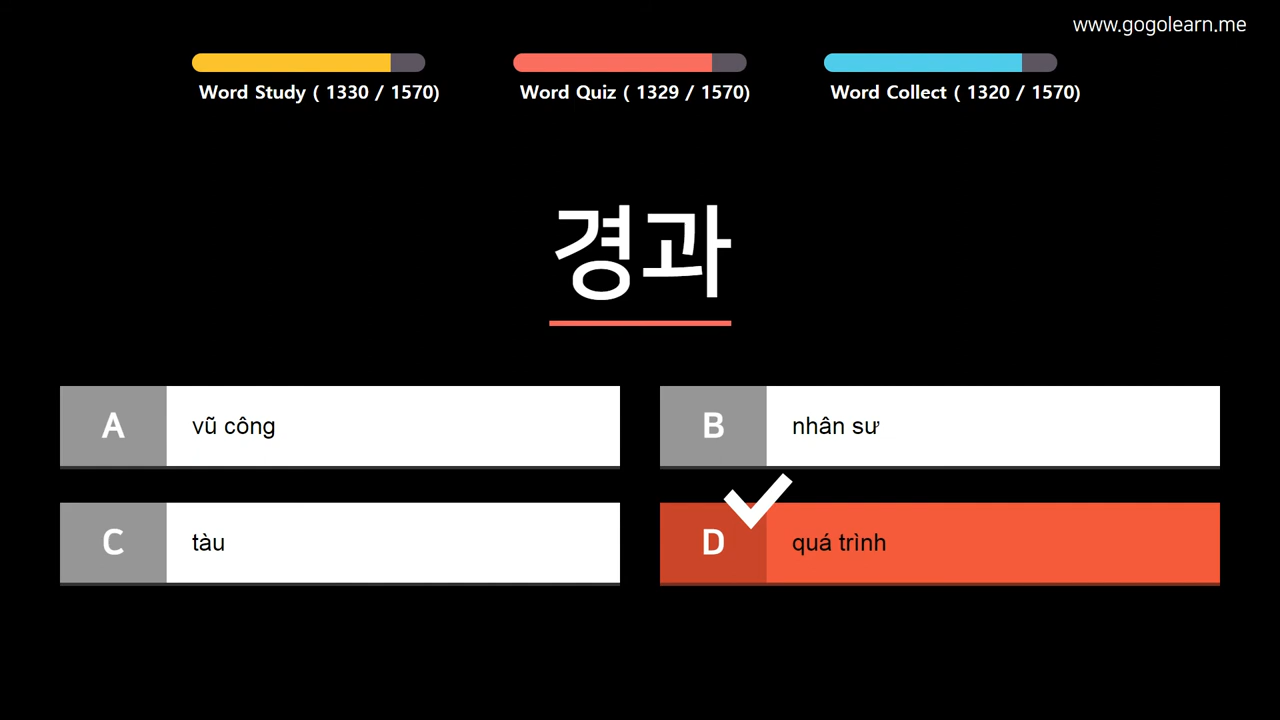 www.gogolearn.me
Word Study ( 1330 / 1570)
Word Quiz ( 1329 / 1570)
Word Collect ( 1320 / 1570)
경과
A
vũ công
B
nhân sư
C
tàu
D
quá trình